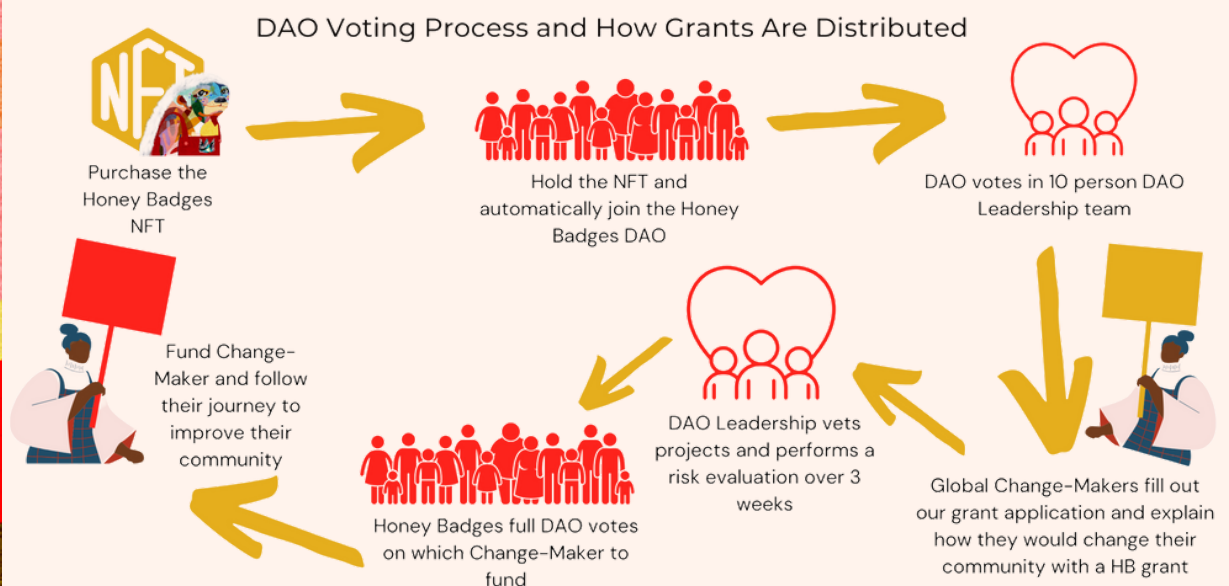 DAO Voting Process and How Grants Are Distributed
NFT
Purchase the
Honey Badges
NFT
Hold the NFT and
automatically join the Honey
Badges DAO
DAO votes in 10 person DAO
Leadership team
Global Change-Makers fill out
our grant application and explain
how they would change their
community with a HB grant
DAO Leadership vets
projects and performs a
risk evaluation over 3
weeks
Honey Badges full DAO votes
on which Change-Maker to
fund
Fund Change-
Maker and follow
their journey to
improve their
community